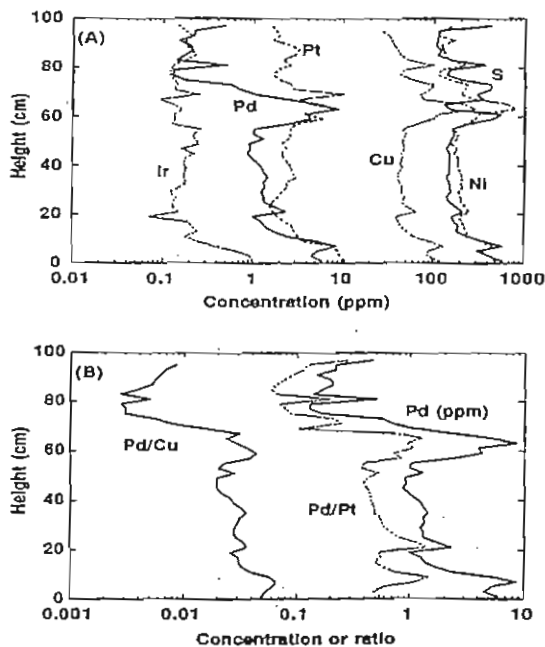 (A)
100
80
60
40
20
0
Height (cm)
Pt
Pd
Ir
Cu
S
Ni
0.01
0.1
1
10
100
1000
Concentration (ppm)
(B)
100
80
60
40
20
0
Height (cm)
Pd (ppm)
Pd/Cu
Pd/Pt
0.001
0.01
0.1
1
10
Concentration or ratio